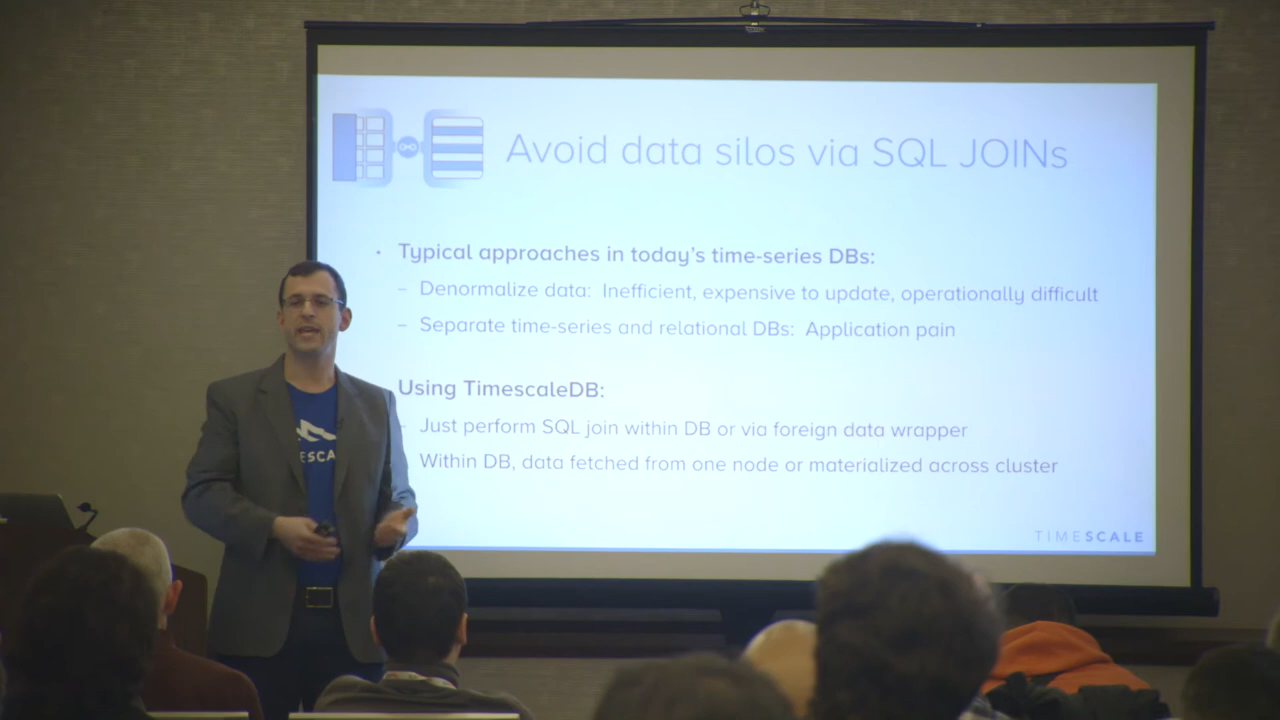 Avoid data silos via SQL JOINs
· Typical approaches in today's time-series DBs:
– Denormalize data: Inefficient, expensive to update, operationally difficult
– Separate time-series and relational DBs: Application pain
Using TimescaleDB:
– Just perform SQL join within DB or via foreign data wrapper
Within DB, data fetched from one node or materialized across cluster
ESCA
TIMESCALE